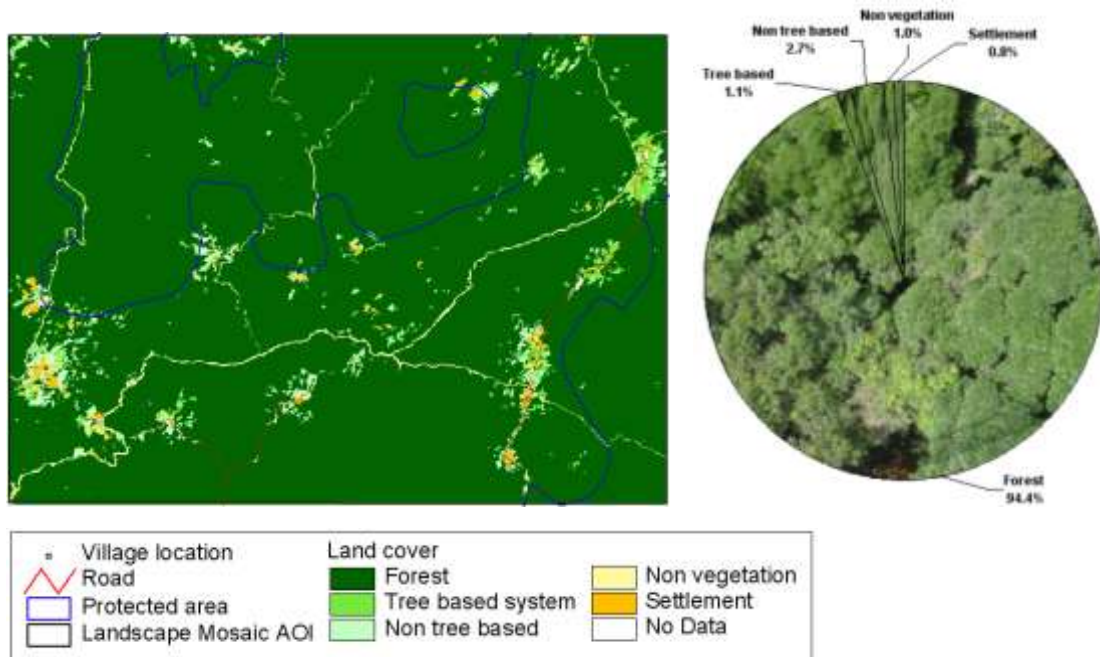 Non vegetation
1.0%
Non tree based
2.7%
Settlement
0.8%
Tree based
1.1%
Forest
94.4%
Village location
Road
Protected area
Landscape Mosaic AOI
Land cover
Forest
Tree based system
Non tree based
Non vegetation
Settlement
No Data